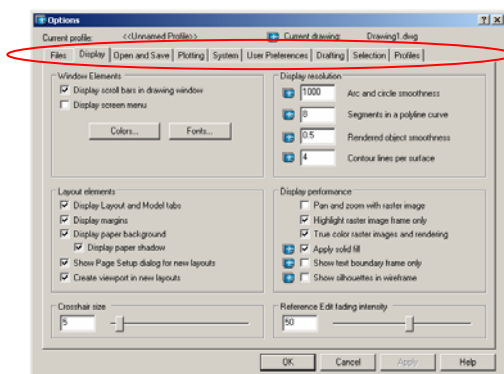 Options
Current profile: <<Unnamed Profile>> Current drawing: Drawing1.dwg
Files Display Open and Save Plotting System User Preferences Drafting Selection Profiles
Window Elements
Display scroll bars in drawing window
Display screen menu
Colors... Fonts...
Display resolution
1000 Arc and circle smoothness
8 Segments in a polyline curve
0.5 Rendered object smoothness
4 Contour lines per surface
Layout elements
Display Layout and Model tabs
Display margins
Display paper background
Display paper shadow
Show Page Setup dialog for new layouts
Create viewport in new layouts
Display performance
Pan and zoom with raster image
Highlight raster image frame only
True color raster images and rendering
Apply solid fill
Show text boundary frame only
Show silhouettes in wireframe
Crosshair size
5
Reference Edit fading intensity
50
OK Cancel Apply Help